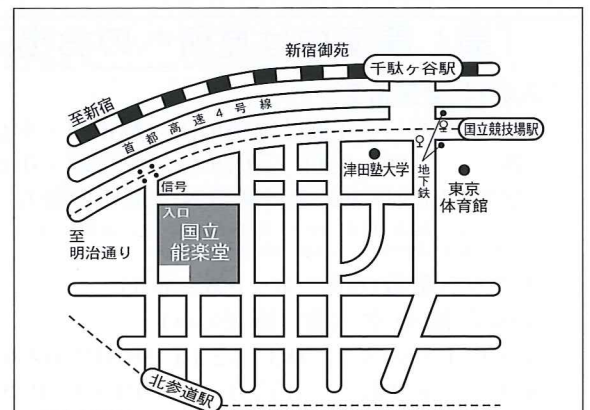 新宿御苑
千駄ヶ谷駅
至新宿
首都高速4号線
国立競技場駅
津田塾大学
地下鉄
東京
体育館
信号
入口
国立
能楽堂
至
明治通り
北参道駅